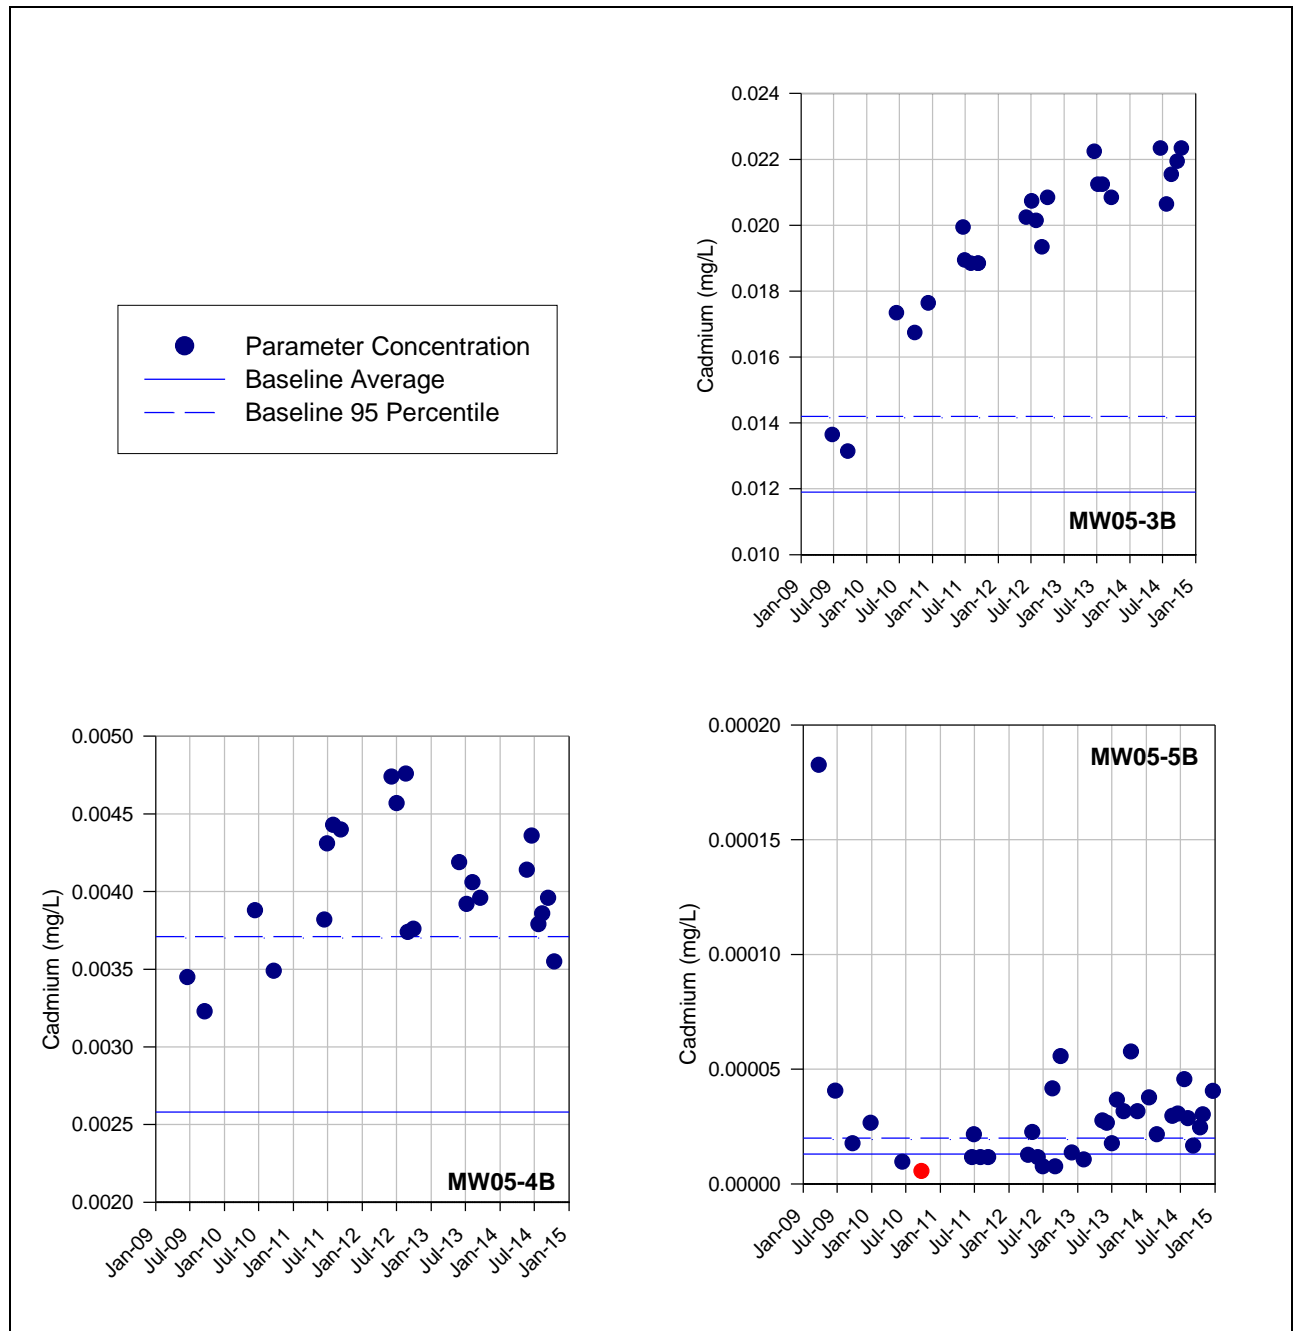 Parameter Concentration
Baseline Average
Baseline 95 Percentile
Cadmium (mg/L)
0.024
0.022
0.020
0.018
0.016
0.014
0.012
0.010
MW05-3B
Jan-09
Jul-09
Jan-10
Jul-10
Jan-11
Jul-11
Jan-12
Jul-12
Jan-13
Jul-13
Jan-14
Jul-14
Jan-15
Cadmium (mg/L)
0.0050
0.0045
0.0040
0.0035
0.0030
0.0025
0.0020
MW05-4B
Jan-09
Jul-09
Jan-10
Jul-10
Jan-11
Jul-11
Jan-12
Jul-12
Jan-13
Jul-13
Jan-14
Jul-14
Jan-15
Cadmium (mg/L)
0.00020
0.00015
0.00010
0.00005
0.00000
MW05-5B
Jan-09
Jul-09
Jan-10
Jul-10
Jan-11
Jul-11
Jan-12
Jul-12
Jan-13
Jul-13
Jan-14
Jul-14
Jan-15